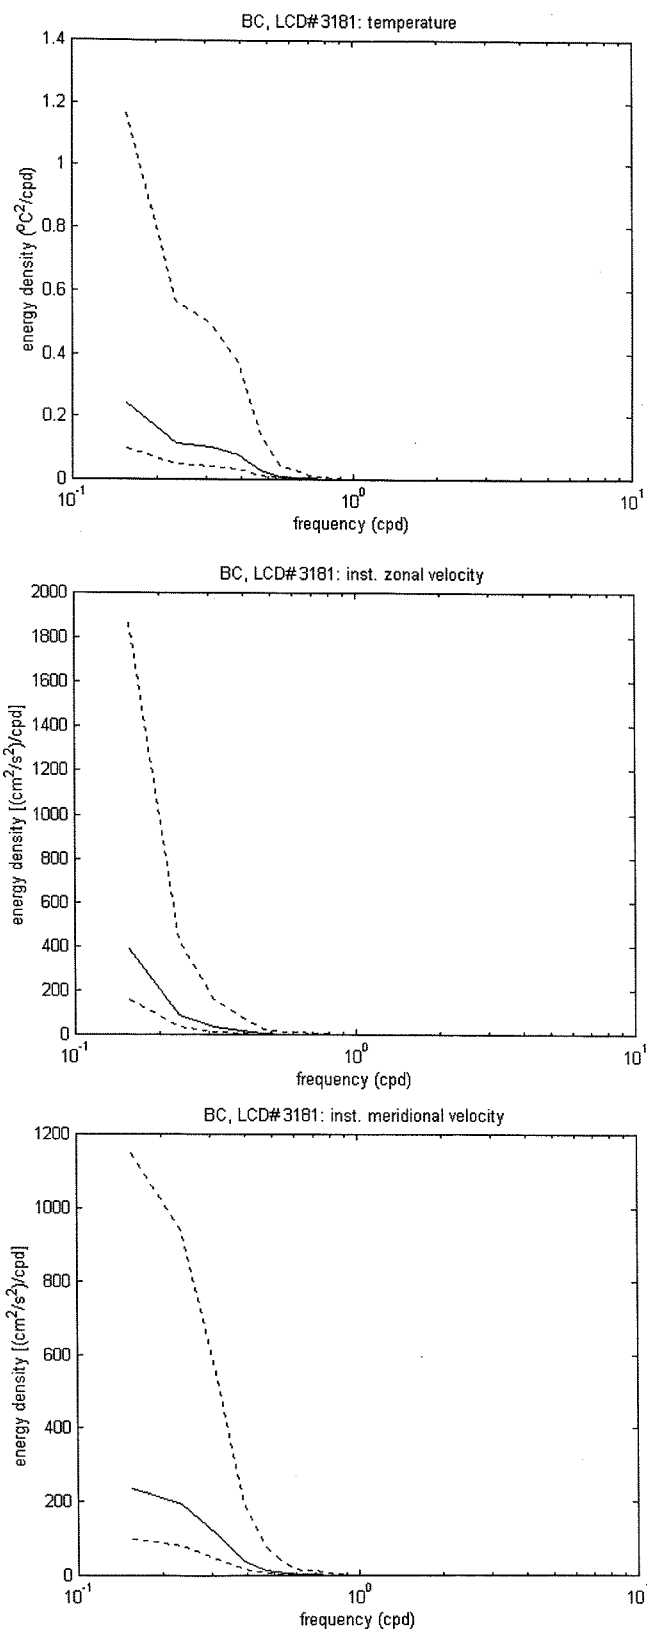 BC, LCD#3181: temperature
1.4
1.2
1
0.8
0.6
0.4
0.2
0
energy density (°C²/cpd)
10⁻¹ 10⁰ 10¹
frequency (cpd)
BC, LCD#3181: inst. zonal velocity
2000
1800
1600
1400
1200
1000
800
600
400
200
0
energy density [(cm²/s²)/cpd]
10⁻¹ 10⁰ 10¹
frequency (cpd)
BC, LCD#3181: inst. meridional velocity
1200
1000
800
600
400
200
0
energy density [(cm²/s²)/cpd]
10⁻¹ 10⁰ 10¹
frequency (cpd)